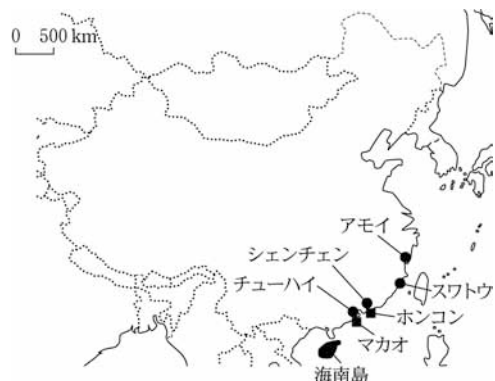 0 500 km
アモイ
シェンチェン
チューハイ
スワトウ
ホンコン
マカオ
海南島